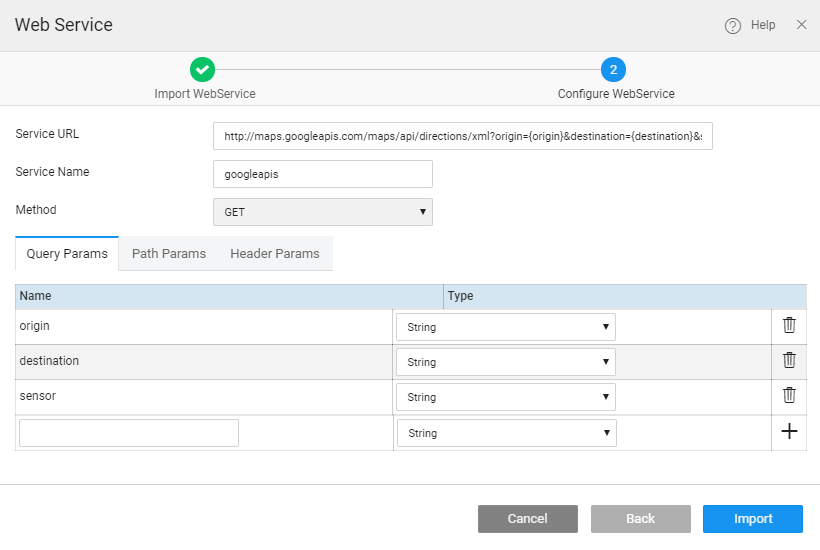 Web Service
Help
2
Import WebService
Configure WebService
Service URL
http://maps.googleapis.com/maps/api/directions/xml?origin={origin}&destination={destination}&s
Service Name
googleapis
Method
GET
Query Params Path Params Header Params
Name Type
origin String
destination String
sensor String
String
Cancel Back Import